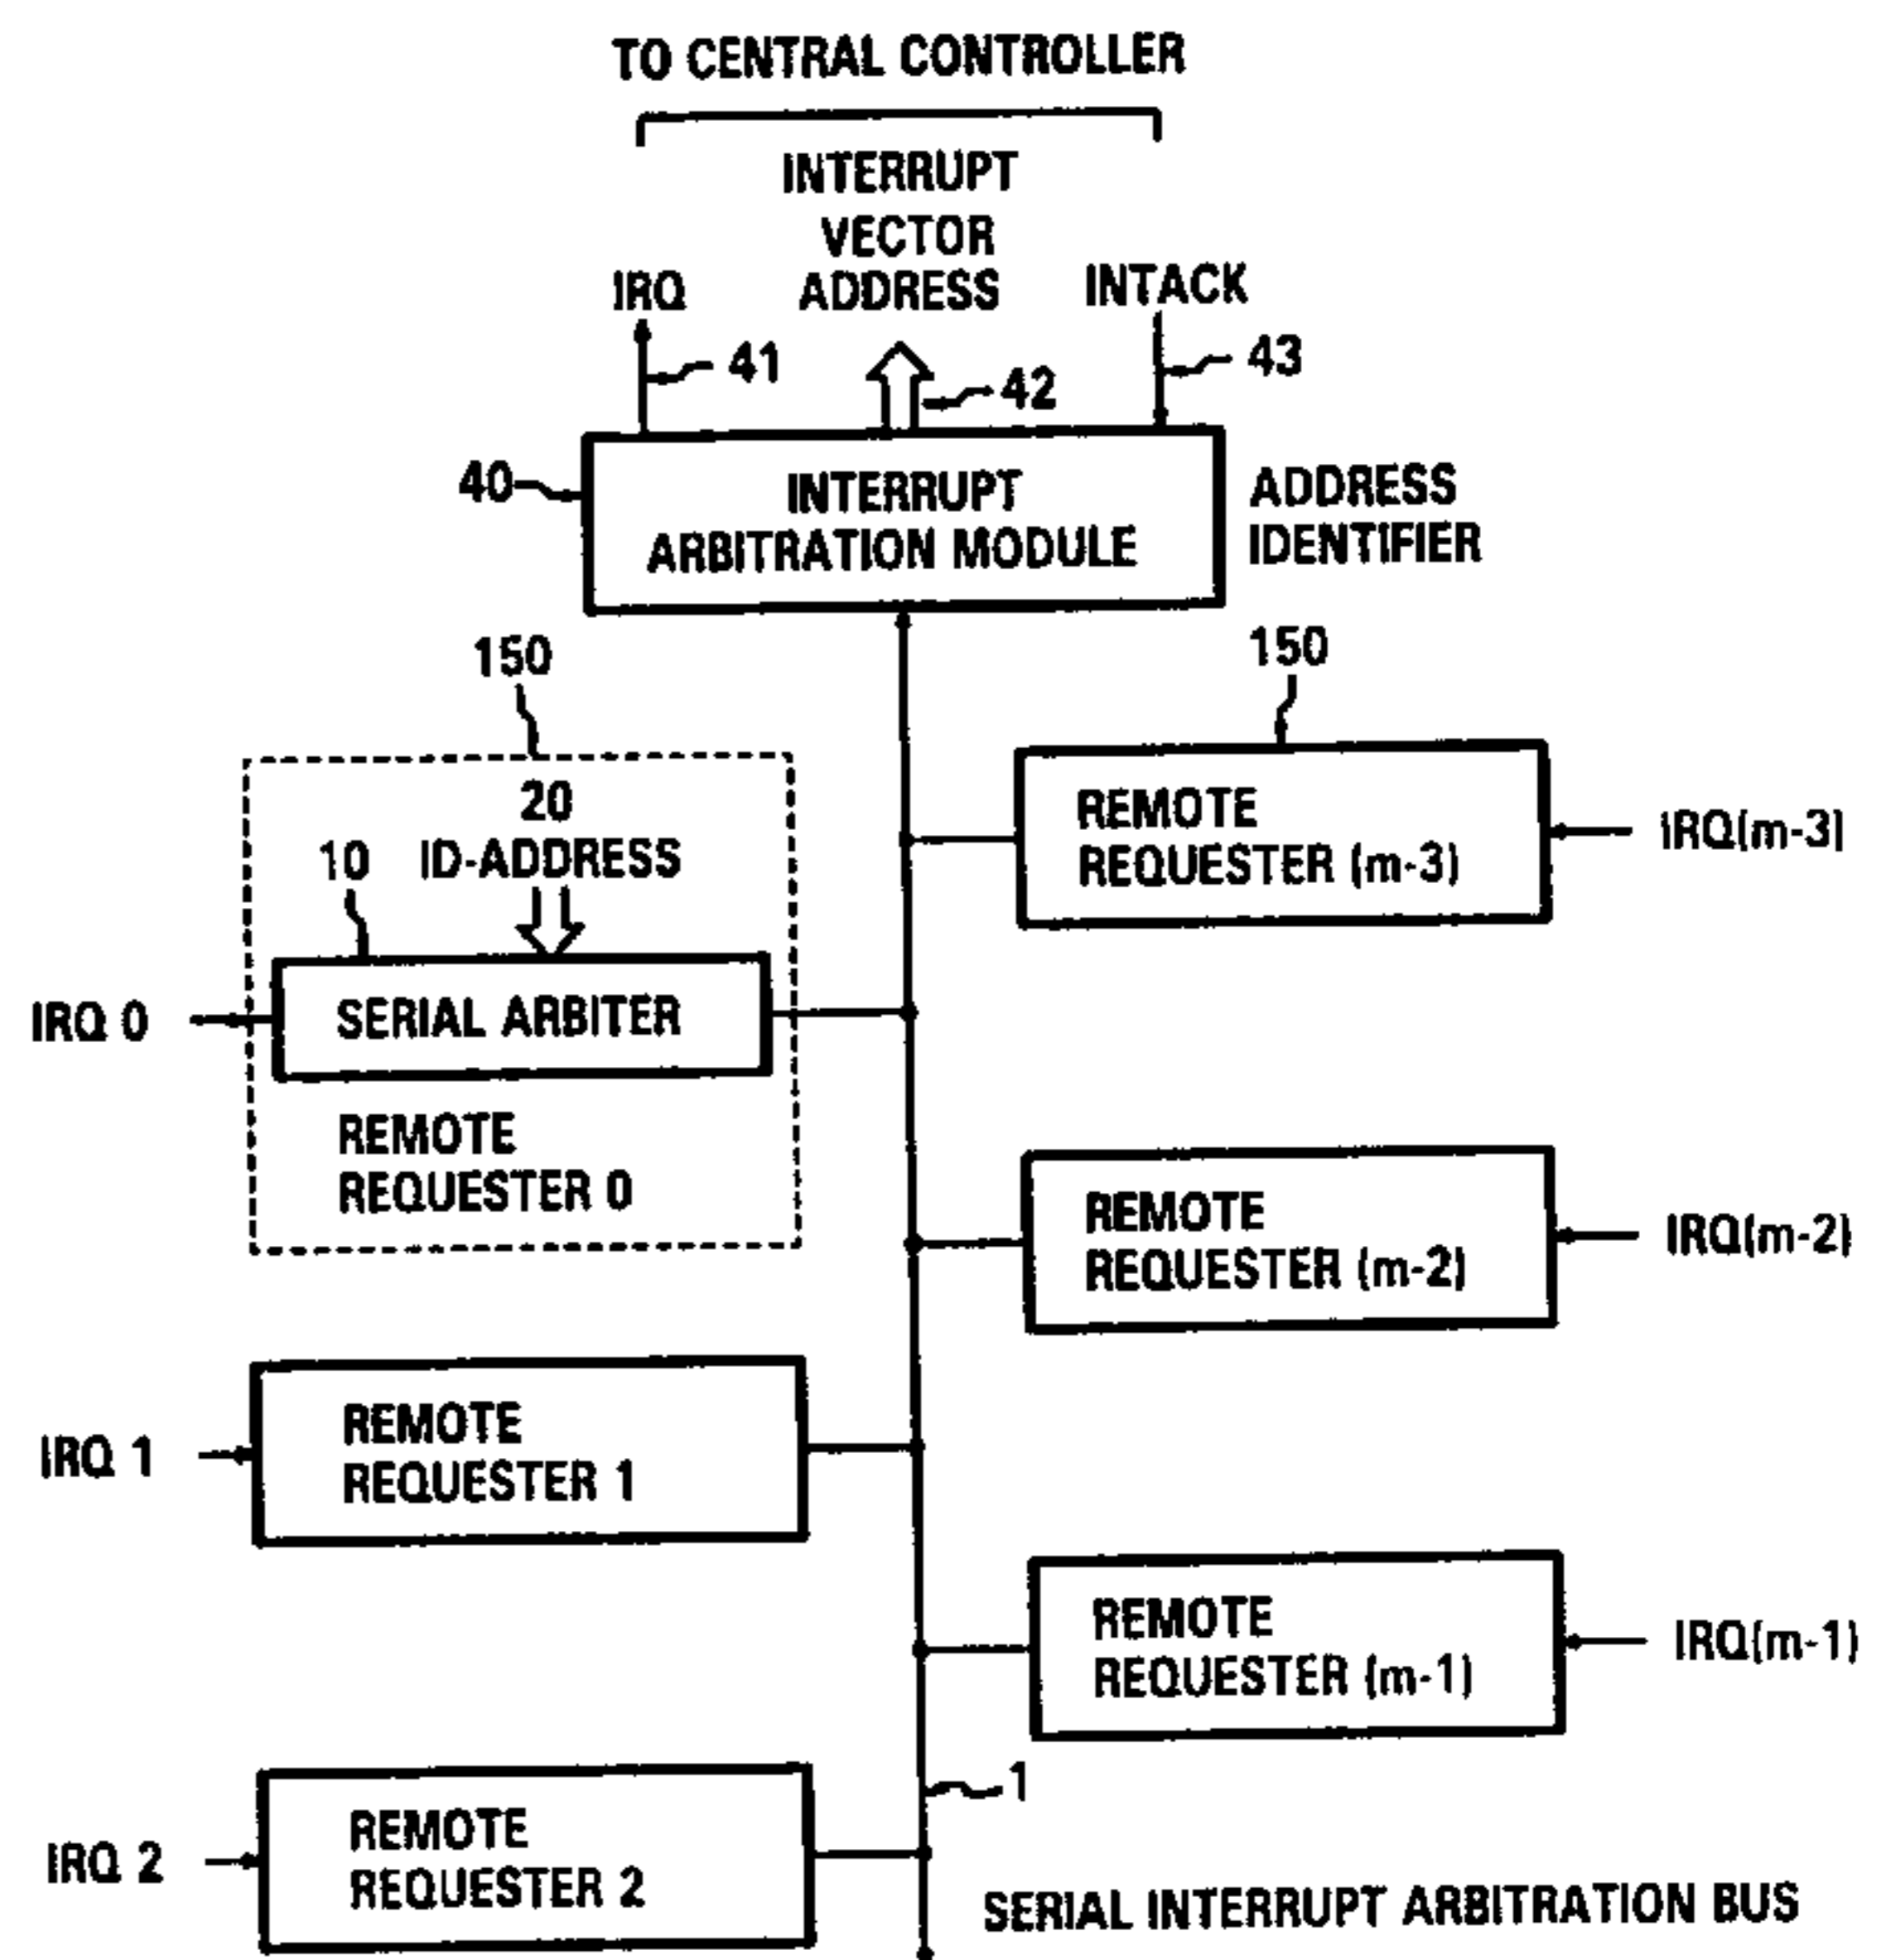 TO CENTRAL CONTROLLER
INTERRUPT
VECTOR
ADDRESS
IRQ
INTACK
41
42
43
40
INTERRUPT
ARBITRATION MODULE
ADDRESS
IDENTIFIER
150
150
20
10
ID-ADDRESS
REMOTE
REQUESTER (m-3)
IRQ(m-3)
IRQ 0
SERIAL ARBITER
REMOTE
REQUESTER 0
REMOTE
REQUESTER (m-2)
IRQ(m-2)
IRQ 1
REMOTE
REQUESTER 1
REMOTE
REQUESTER (m-1)
IRQ(m-1)
1
IRQ 2
REMOTE
REQUESTER 2
SERIAL INTERRUPT ARBITRATION BUS